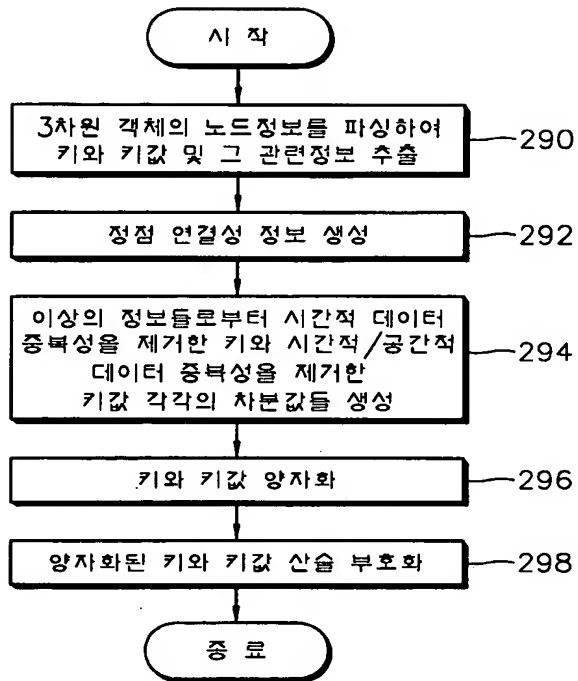 시 작
3차원 객체의 노드정보를 파싱하여
키와 키값 및 그 관련정보 추출
290
정점 연결성 정보 생성
292
이상의 정보들로부터 시간적 데이터
중복성을 제거한 키와 시간적/공간적
데이터 중복성을 제거한
키값 각각의 차분값들 생성
294
키와 키값 양자화
296
양자화된 키와 키값 산술 부호화
298
종 료